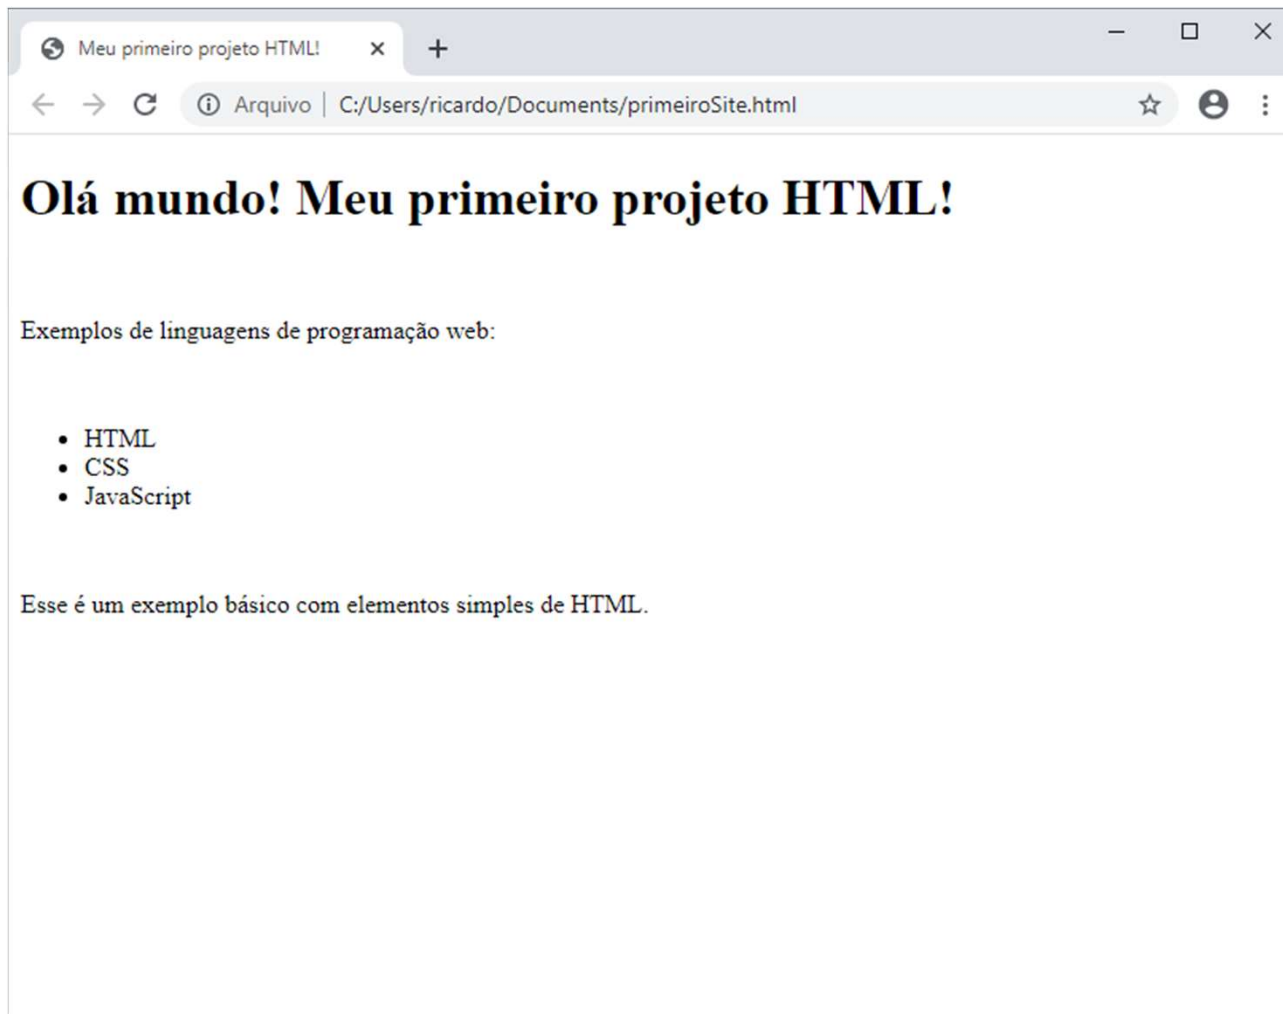 Meu primeiro projeto HTML!
Arquivo C:/Users/ricardo/Documents/primeiroSite.html
Olá mundo! Meu primeiro projeto HTML!
Exemplos de linguagens de programação web:
HTML
CSS
JavaScript
Esse é um exemplo básico com elementos simples de HTML.